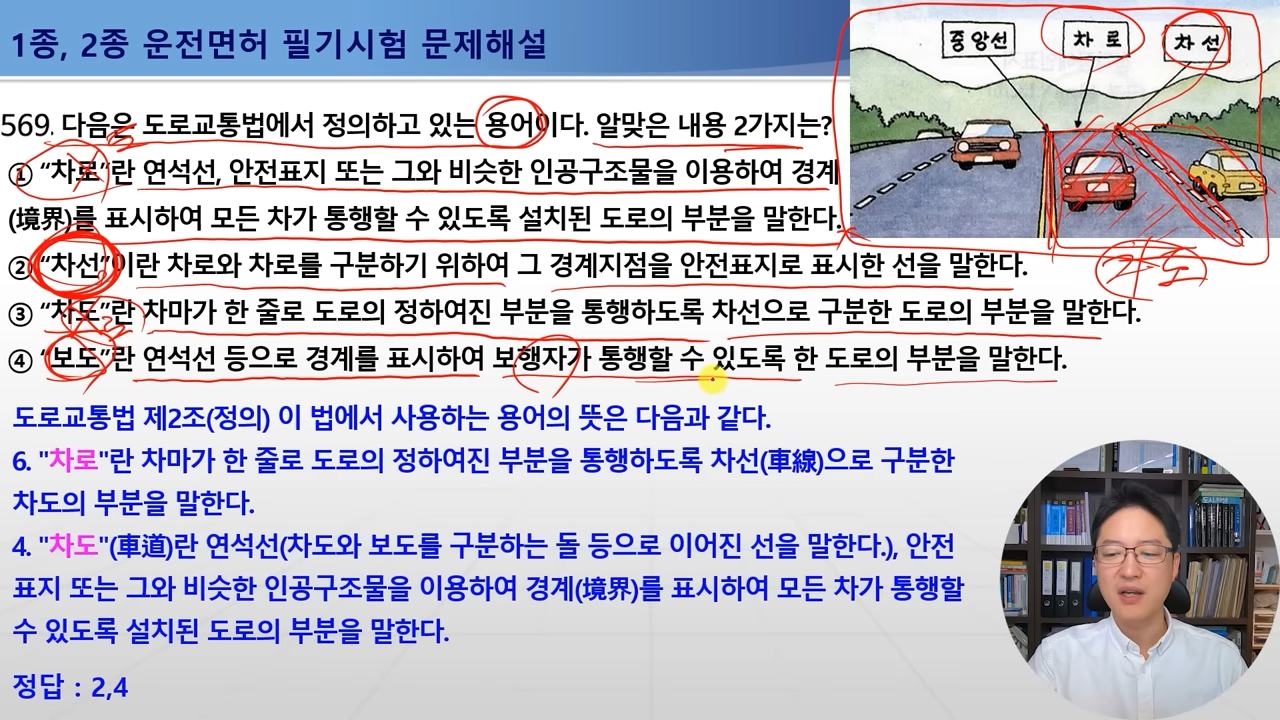 1종, 2종 운전면허 필기시험 문제해설
중앙선
차로
차선
569. 다음은 도로교통법에서 정의하고 있는 용어이다. 알맞은 내용 2가지는?
① “차로”란 연석선, 안전표지 또는 그와 비슷한 인공구조물을 이용하여 경계
(境界)를 표시하여 모든 차가 통행할 수 있도록 설치된 도로의 부분을 말한다.
② “차선”이란 차로와 차로를 구분하기 위하여 그 경계지점을 안전표지로 표시한 선을 말한다.
③ “차도”란 차마가 한 줄로 도로의 정하여진 부분을 통행하도록 차선으로 구분한 도로의 부분을 말한다.
④ “보도”란 연석선 등으로 경계를 표시하여 보행자가 통행할 수 있도록 한 도로의 부분을 말한다.
도로교통법 제2조(정의) 이 법에서 사용하는 용어의 뜻은 다음과 같다.
6. "차로"란 차마가 한 줄로 도로의 정하여진 부분을 통행하도록 차선(車線)으로 구분한
차도의 부분을 말한다.
4. "차도"(車道)란 연석선(차도와 보도를 구분하는 돌 등으로 이어진 선을 말한다.), 안전
표지 또는 그와 비슷한 인공구조물을 이용하여 경계(境界)를 표시하여 모든 차가 통행할
수 있도록 설치된 도로의 부분을 말한다.
정답 : 2,4